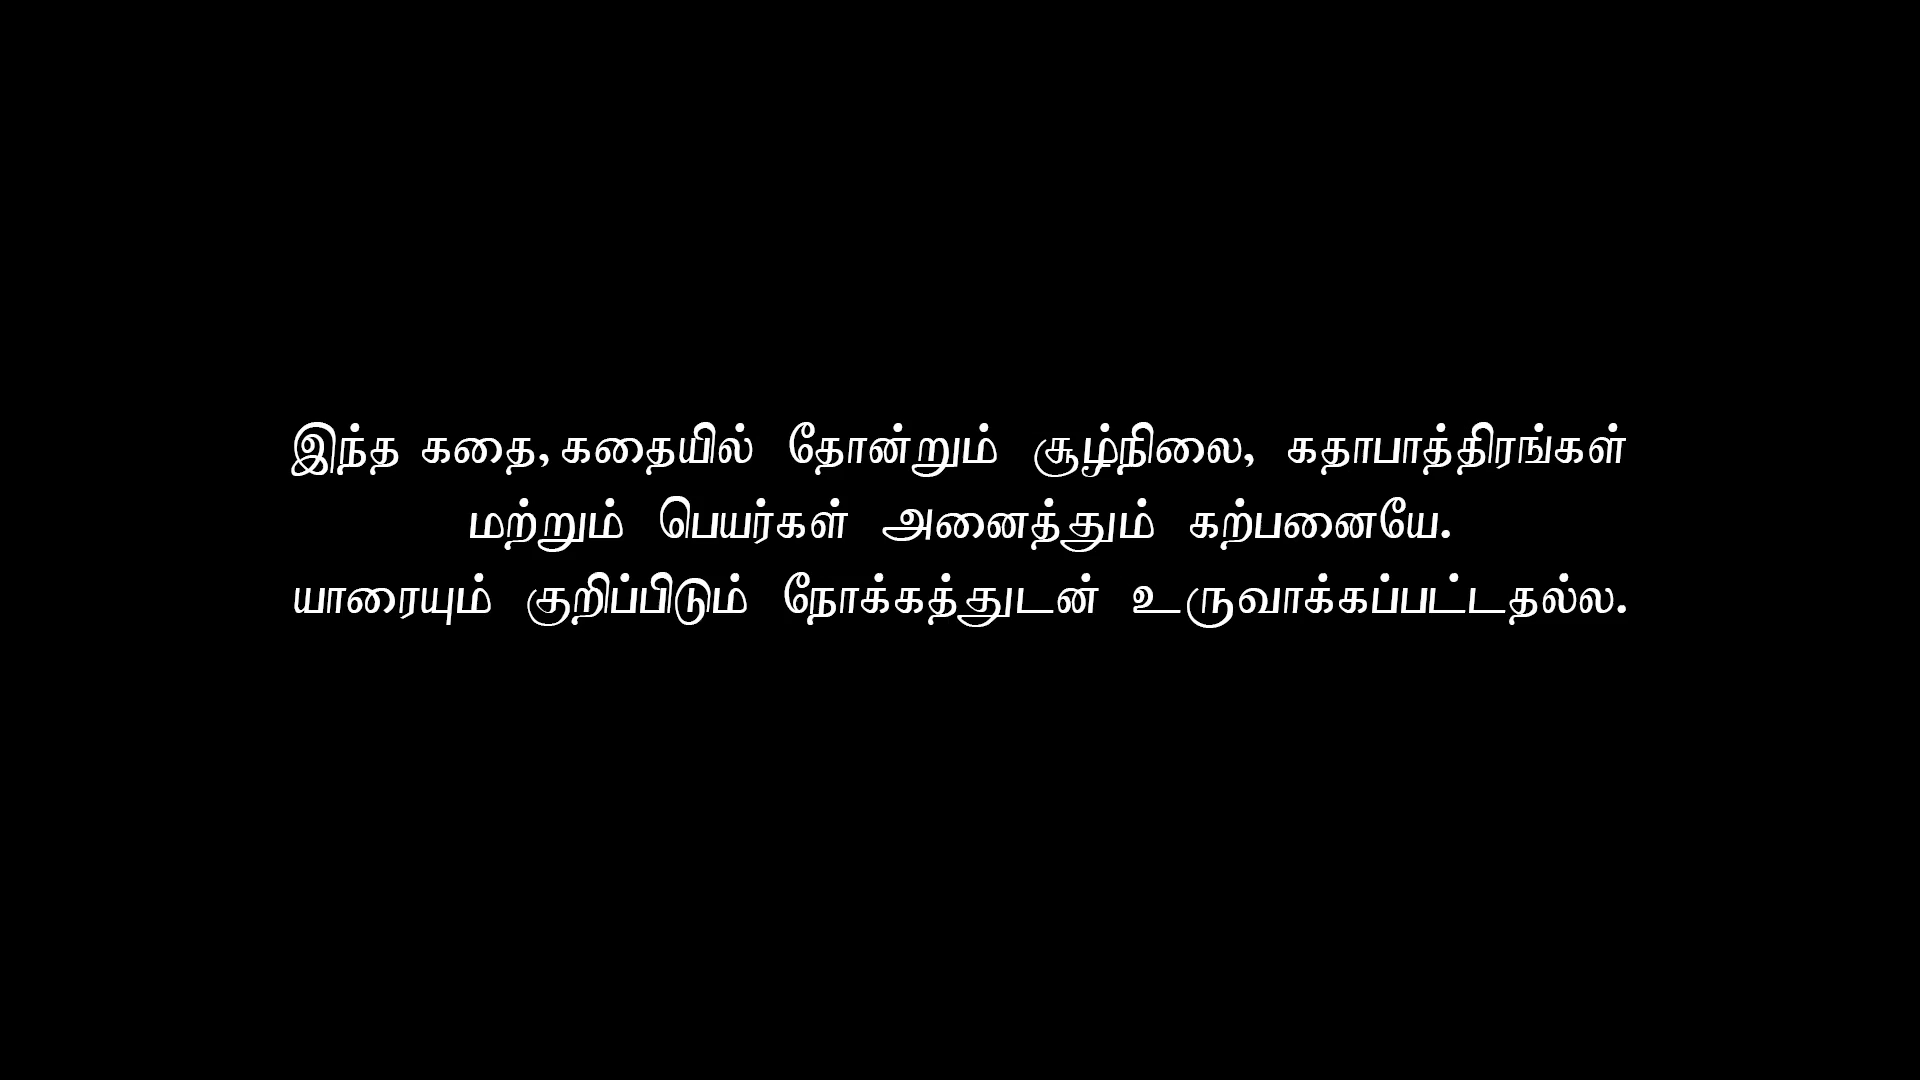 இந்த கதை, கதையில் தோன்றும் சூழ்நிலை, கதாபாத்திரங்கள்
மற்றும் பெயர்கள் அனைத்தும் கற்பனையே.
யாரையும் குறிப்பிடும் நோக்கத்துடன் உருவாக்கப்பட்டதல்ல.